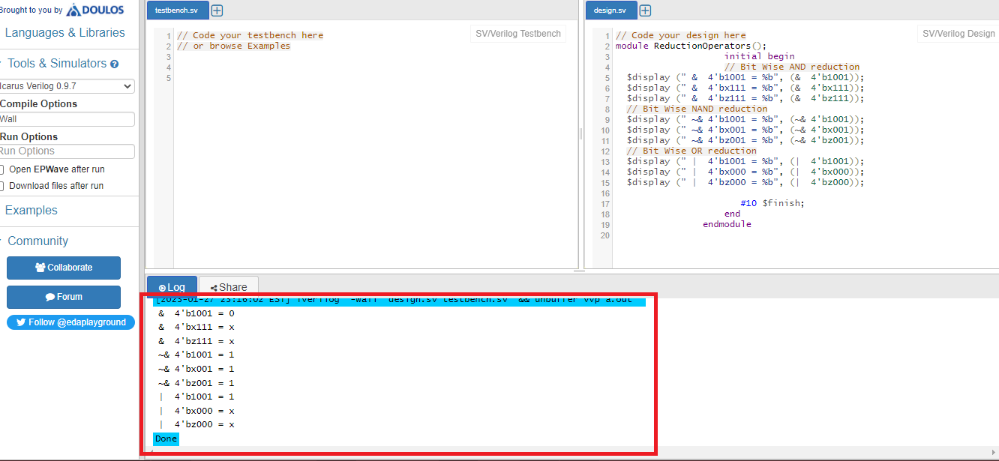 Brought to you by DOULOS
Languages & Libraries
Tools & Simulators
Icarus Verilog 0.9.7
Compile Options
Wall
Run Options
Run Options
Open EPWave after run
Download files after run
Examples
Community
Collaborate
Forum
Follow @edaplayground
testbench.sv
SV/Verilog Testbench
1 // Code your testbench here
2 // or browse Examples
3
4
5
design.sv
SV/Verilog Design
1 // Code your design here
2 module ReductionOperators();
3 initial begin
4 // Bit Wise AND reduction
5 $display (" &  4'b1001 = %b", (&  4'b1001));
6 $display (" &  4'bx111 = %b", (&  4'bx111));
7 $display (" &  4'bz111 = %b", (&  4'bz111));
8 // Bit Wise NAND reduction
9 $display (" ~& 4'b1001 = %b", (~& 4'b1001));
10 $display (" ~& 4'bx001 = %b", (~& 4'bx001));
11 $display (" ~& 4'bz001 = %b", (~& 4'bz001));
12 // Bit Wise OR reduction
13 $display (" |  4'b1001 = %b", (|  4'b1001));
14 $display (" |  4'bx000 = %b", (|  4'bx000));
15 $display (" |  4'bz000 = %b", (|  4'bz000));
16
17 #10 $finish;
18 end
19 endmodule
20
Log
Share
[2023-01-27 23:16:02 EST] iverilog '-Wall' design.sv testbench.sv && unbuffer vvp a.out
&  4'b1001 = 0
&  4'bx111 = x
&  4'bz111 = x
~& 4'b1001 = 1
~& 4'bx001 = 1
~& 4'bz001 = 1
|  4'b1001 = 1
|  4'bx000 = x
|  4'bz000 = x
Done